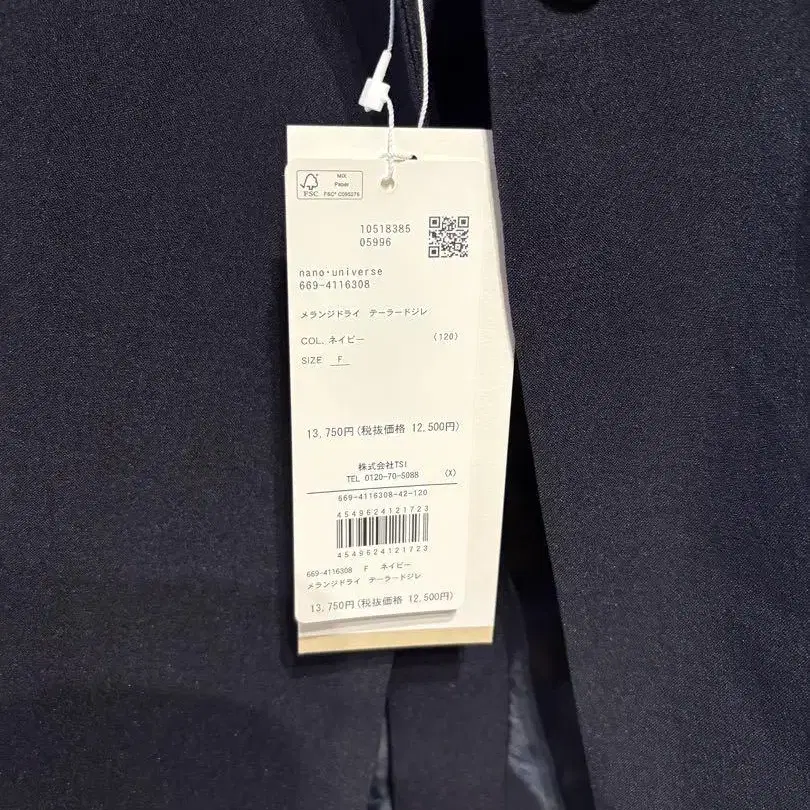 FSC
MIX
Paper
FSC® C095276
10518385
05996
nano・universe
669-4116308
メランジドライ テーラードジレ
COL. ネイビー (120)
SIZE F
13,750円(税抜価格 12,500円)
株式会社TSI
TEL 0120-70-5088 (X)
669-4116308-42-120
4549624121723
4549624121723
669-4116308 F ネイビー
メランジドライ テーラードジレ
13,750円(税抜価格 12,500円)